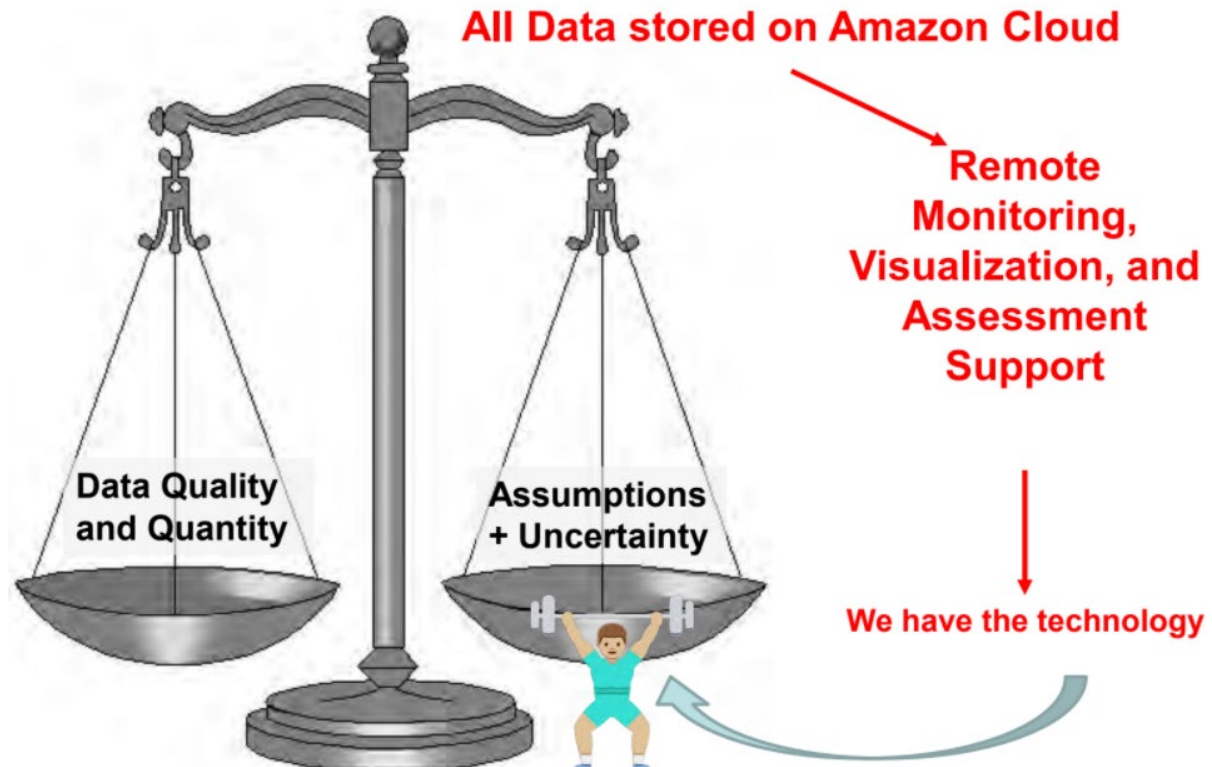 All Data stored on Amazon Cloud
Remote
Monitoring,
Visualization, and
Assessment
Support
Data Quality
and Quantity
Assumptions
+ Uncertainty
We have the technology